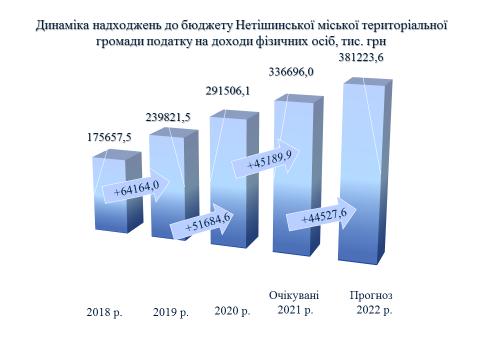 Динаміка надходжень до бюджету Нетішинської міської територіальної
громади податку на доходи фізичних осіб, тис. грн
381223,6
336696,0
291506,1
239821,5
175657,5
+64164,0
+51684,6
+45189,9
+44527,6
2018 р.
2019 р.
2020 р.
Очікувані
2021 р.
Прогноз
2022 р.